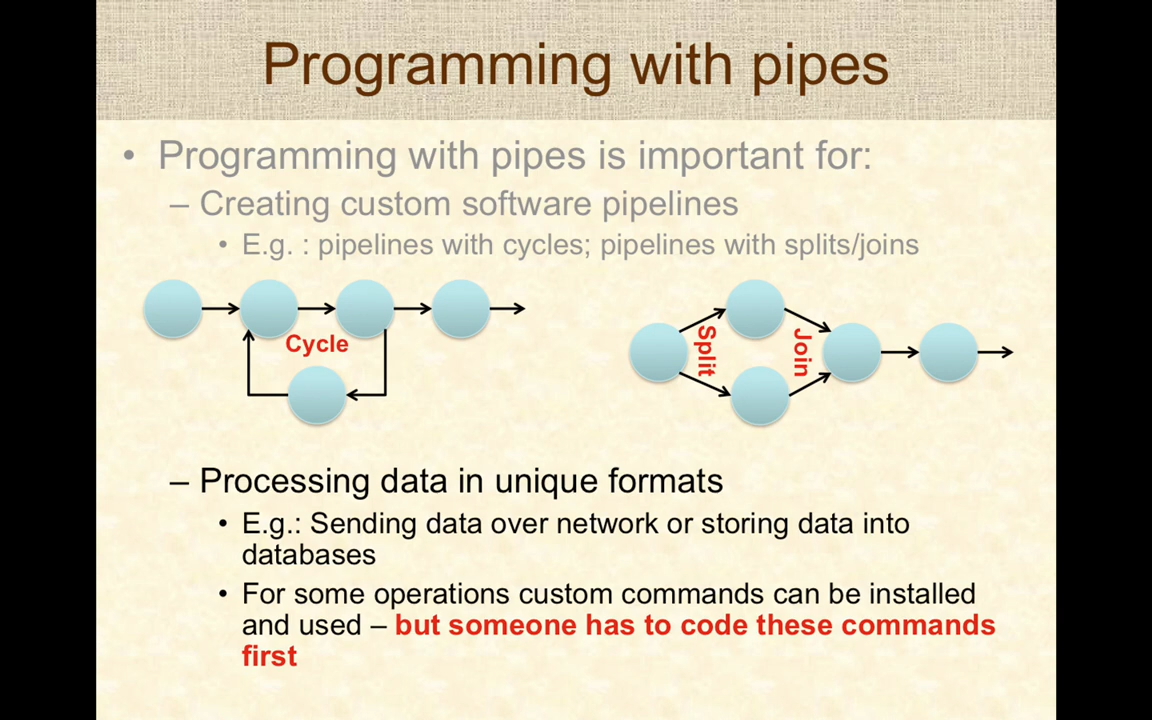 Programming with pipes
• Programming with pipes is important for:
– Creating custom software pipelines
• E.g. : pipelines with cycles; pipelines with splits/joins
Cycle
Split
Join
– Processing data in unique formats
• E.g.: Sending data over network or storing data into
databases
• For some operations custom commands can be installed
and used – but someone has to code these commands
first